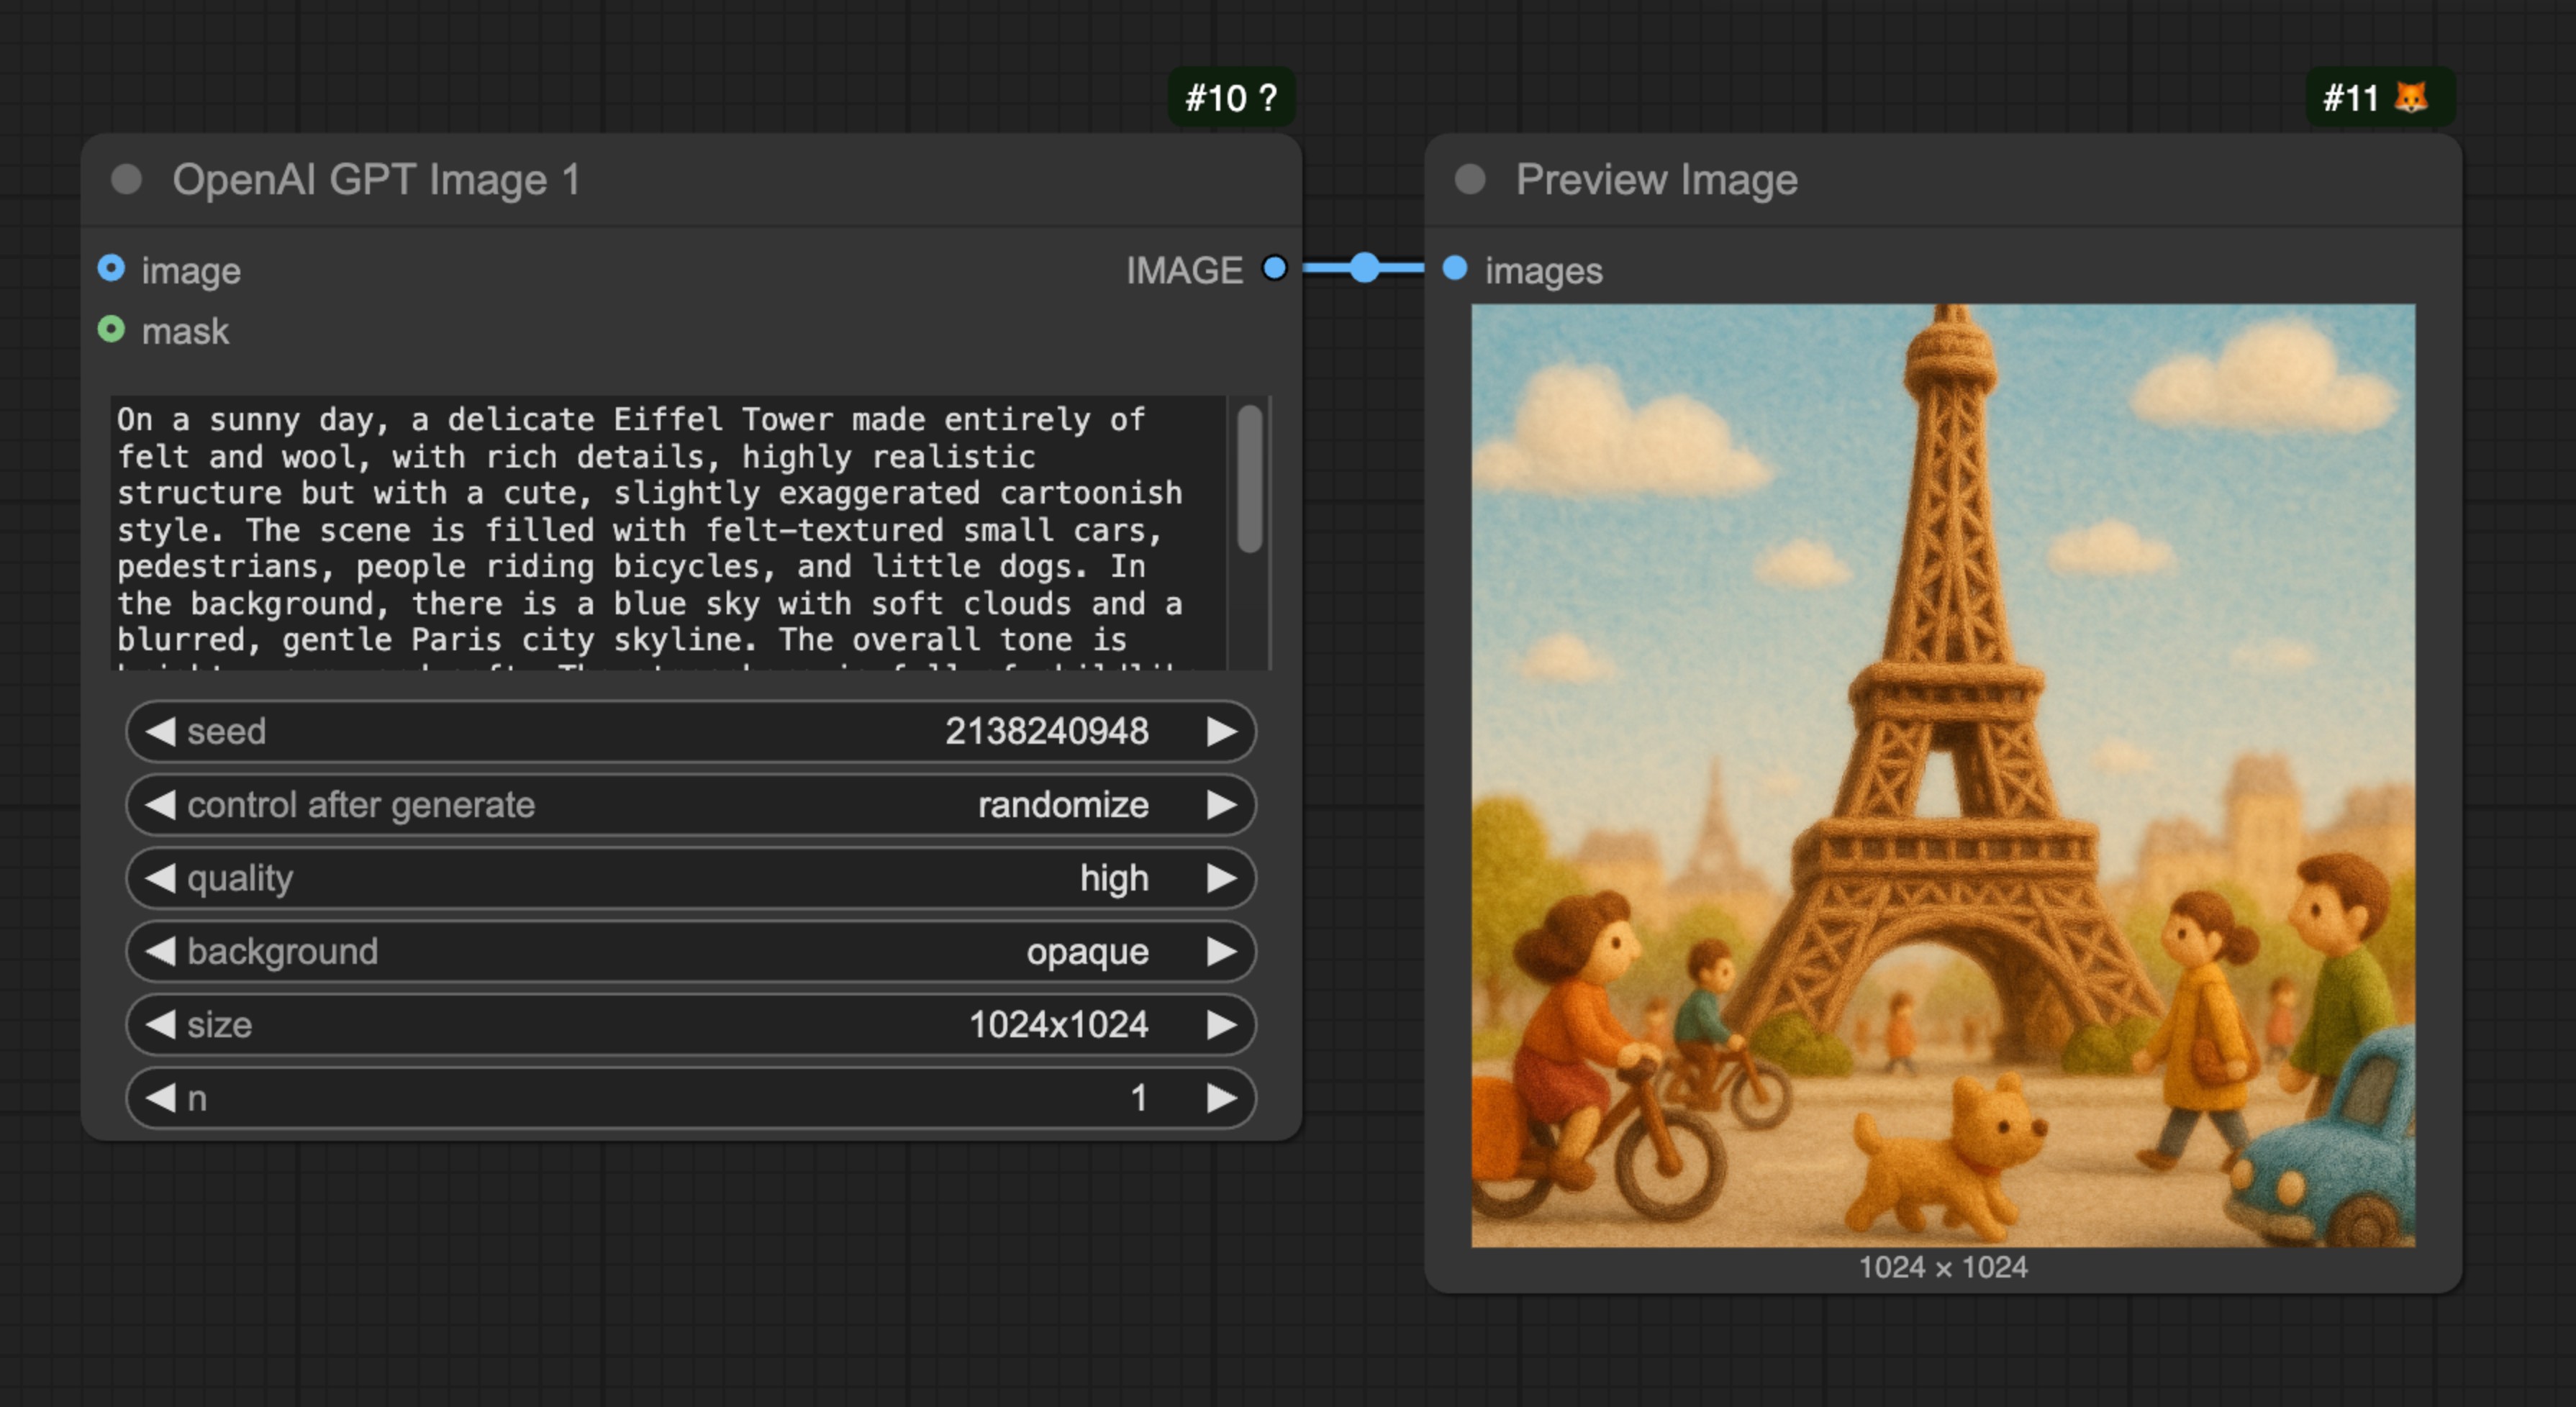 #10 ?
#11
OpenAI GPT Image 1
image
IMAGE
mask
On a sunny day, a delicate Eiffel Tower made entirely of
felt and wool, with rich details, highly realistic
structure but with a cute, slightly exaggerated cartoonish
style. The scene is filled with felt-textured small cars,
pedestrians, people riding bicycles, and little dogs. In
the background, there is a blue sky with soft clouds and a
blurred, gentle Paris city skyline. The overall tone is
seed 2138240948
control after generate randomize
quality high
background opaque
size 1024x1024
n 1
Preview Image
images
1024 × 1024